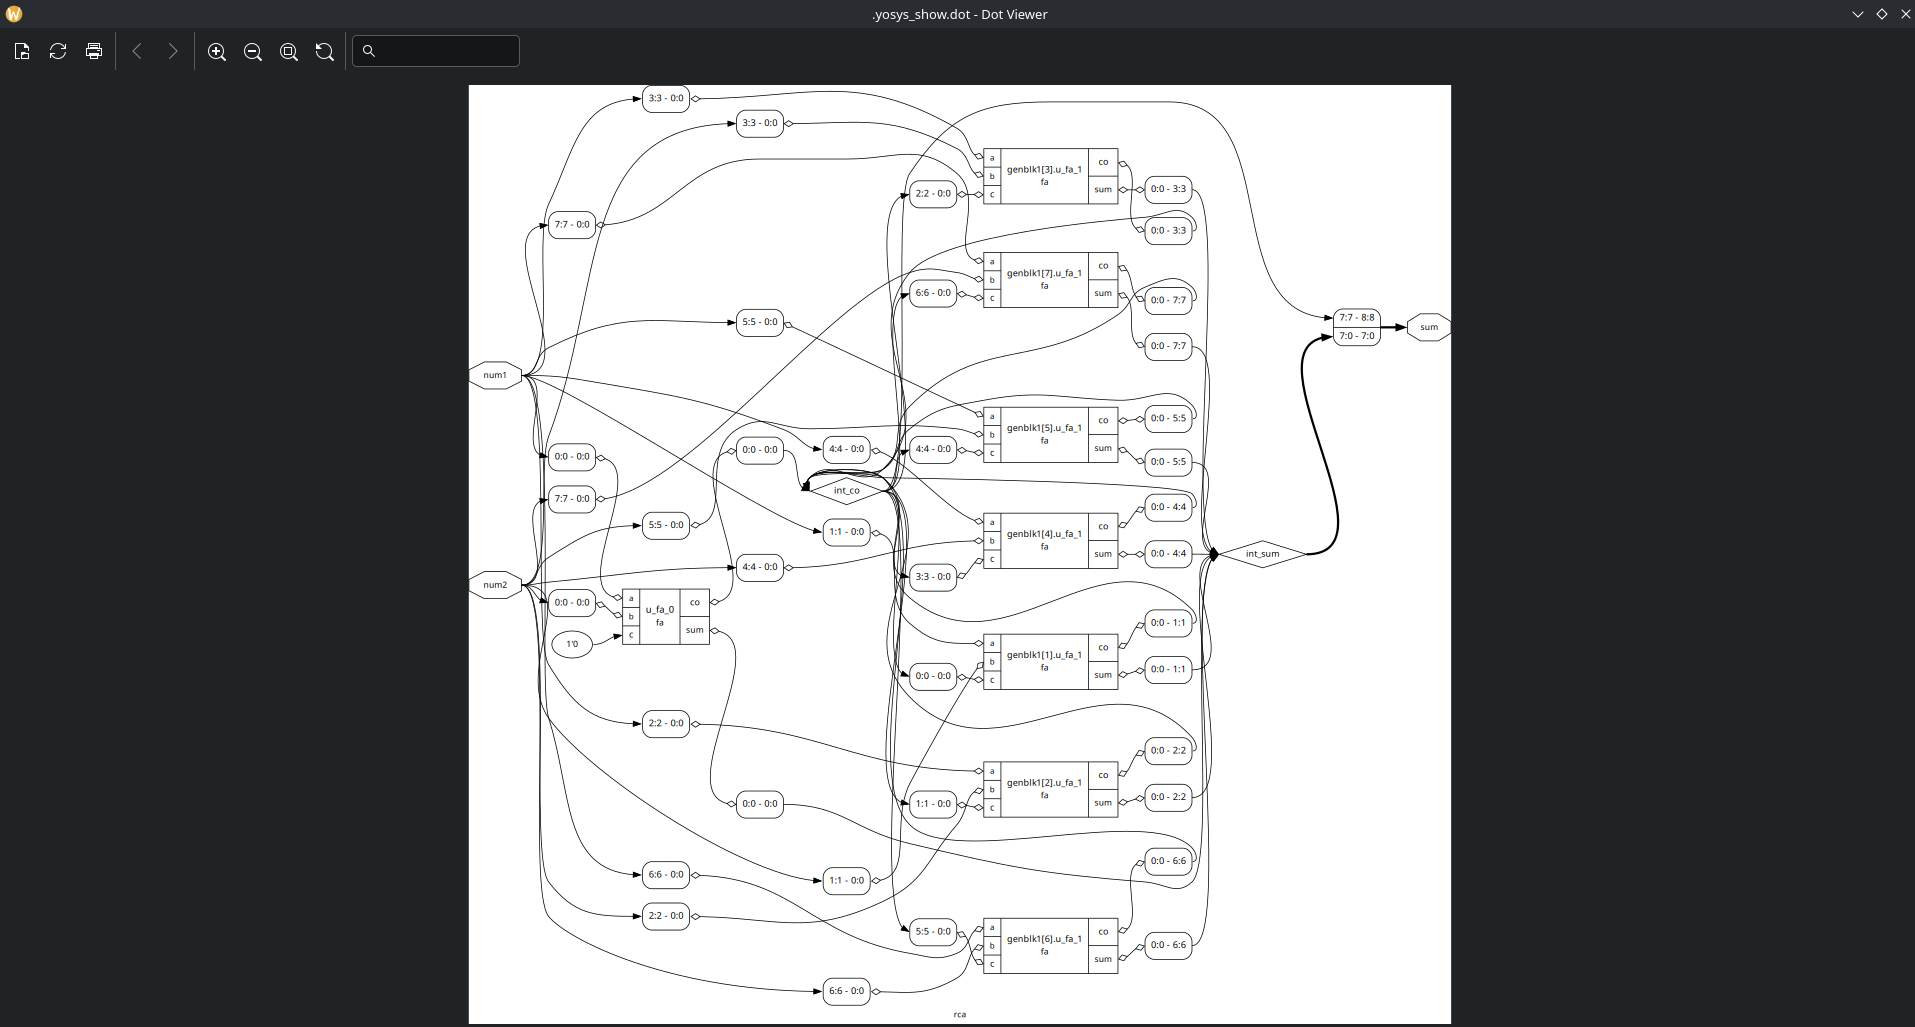 .yosys_show.dot - Dot Viewer
3:3 - 0:0
3:3 - 0:0
a
b
c
genblk1[3].u_fa_1
fa
co
sum
2:2 - 0:0
0:0 - 3:3
0:0 - 3:3
7:7 - 0:0
a
b
c
genblk1[7].u_fa_1
fa
co
sum
6:6 - 0:0
0:0 - 7:7
0:0 - 7:7
5:5 - 0:0
7:7 - 8:8
7:0 - 7:0
sum
num1
a
b
c
genblk1[5].u_fa_1
fa
co
sum
0:0 - 5:5
0:0 - 5:5
0:0 - 0:0
0:0 - 0:0
4:4 - 0:0
4:4 - 0:0
int_co
7:7 - 0:0
5:5 - 0:0
1:1 - 0:0
a
b
c
genblk1[4].u_fa_1
fa
co
sum
0:0 - 4:4
0:0 - 4:4
int_sum
4:4 - 0:0
3:3 - 0:0
num2
0:0 - 0:0
1'0
a
b
c
u_fa_0
fa
co
sum
a
b
c
genblk1[1].u_fa_1
fa
co
sum
0:0 - 1:1
0:0 - 1:1
0:0 - 0:0
2:2 - 0:0
a
b
c
genblk1[2].u_fa_1
fa
co
sum
0:0 - 2:2
0:0 - 2:2
0:0 - 0:0
1:1 - 0:0
6:6 - 0:0
1:1 - 0:0
0:0 - 6:6
2:2 - 0:0
5:5 - 0:0
a
b
c
genblk1[6].u_fa_1
fa
co
sum
0:0 - 6:6
6:6 - 0:0
rca